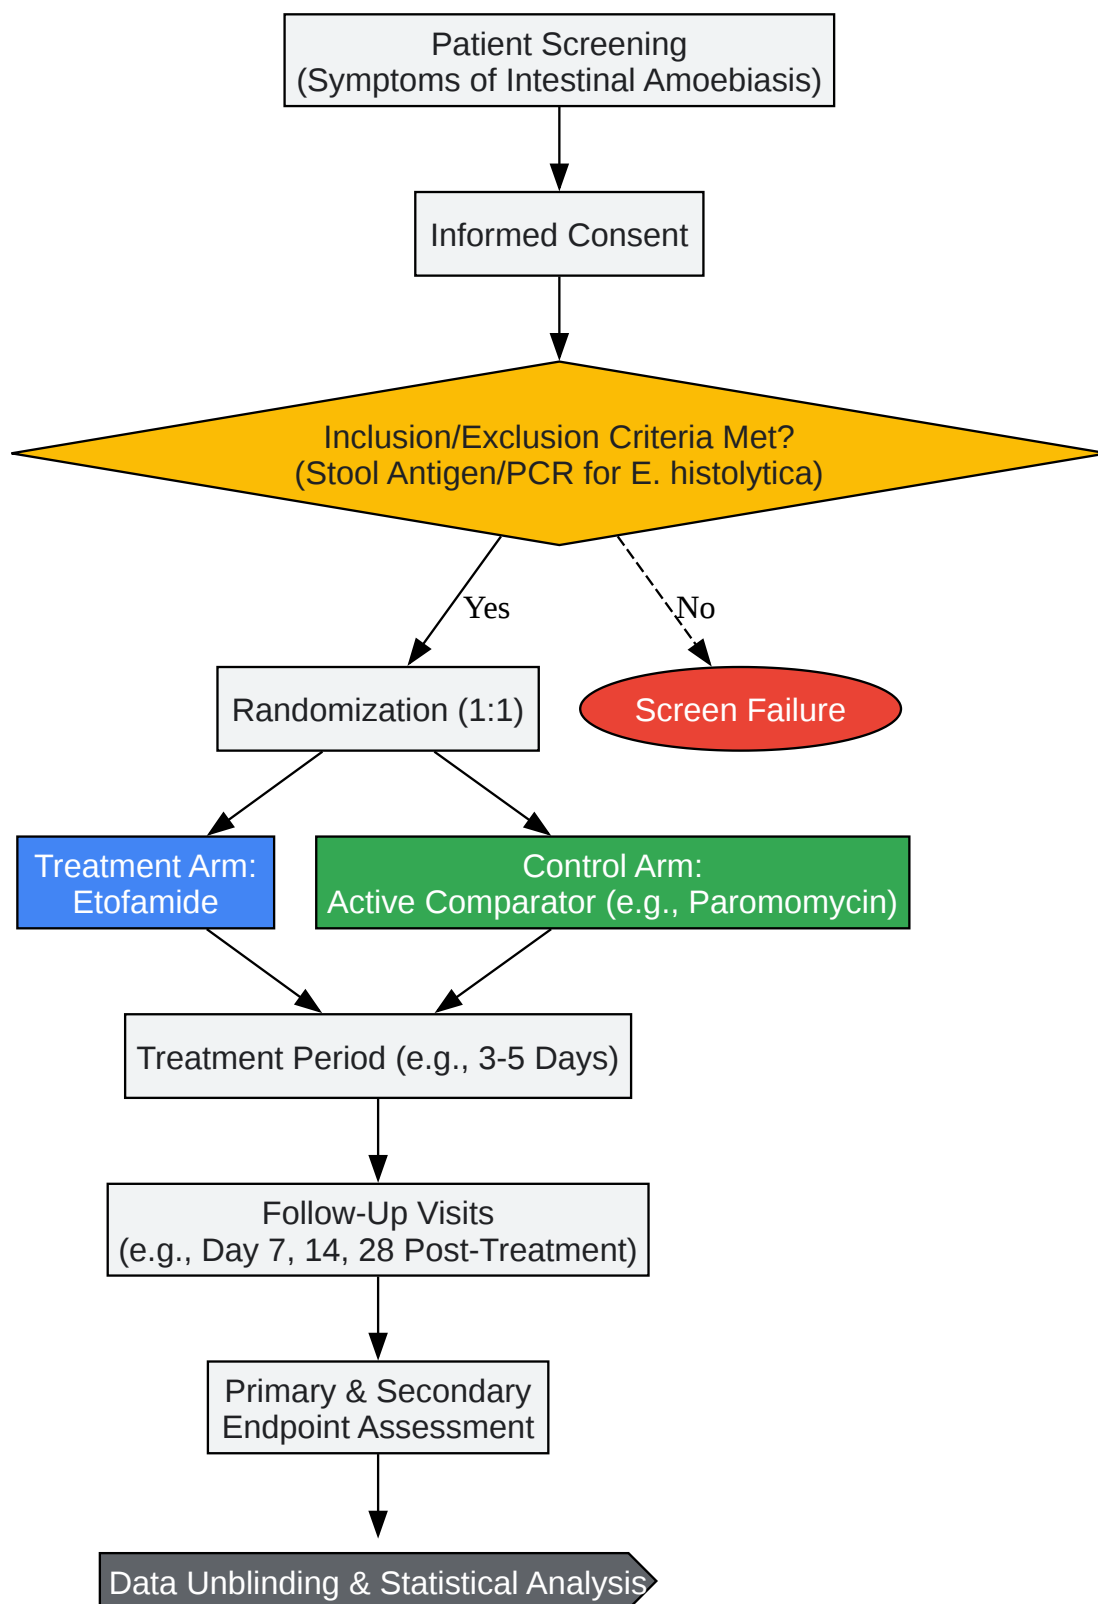 Patient Screening
(Symptoms of Intestinal Amoebiasis)
Informed Consent
Inclusion/Exclusion Criteria Met?
(Stool Antigen/PCR for E. histolytica)
Yes
No
Randomization (1:1)
Screen Failure
Treatment Arm:
Etofamide
Control Arm:
Active Comparator (e.g., Paromomycin)
Treatment Period (e.g., 3-5 Days)
Follow-Up Visits
(e.g., Day 7, 14, 28 Post-Treatment)
Primary & Secondary
Endpoint Assessment
Data Unblinding & Statistical Analysis